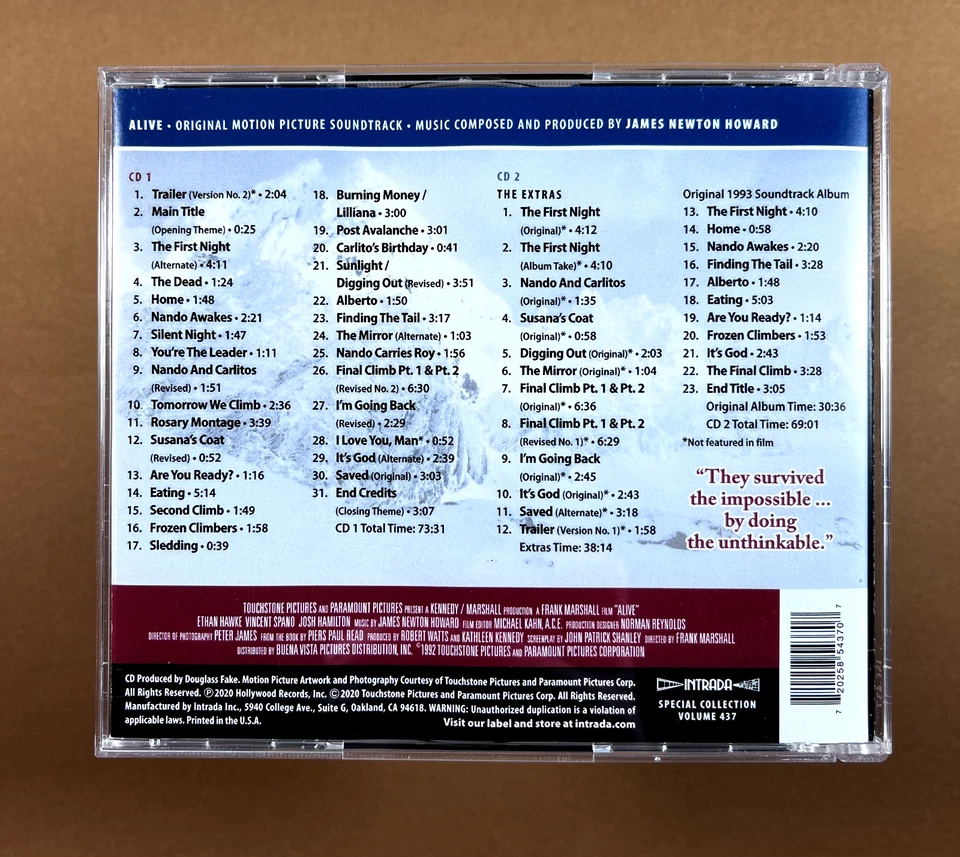 ALIVE • ORIGINAL MOTION PICTURE SOUNDTRACK • MUSIC COMPOSED AND PRODUCED BY JAMES NEWTON HOWARD
CD 1
1. Trailer (Version No. 2)* • 2:04
2. Main Title
(Opening Theme) • 0:25
3. The First Night
(Alternate) • 4:11
4. The Dead • 1:24
5. Home • 1:48
6. Nando Awakes • 2:21
7. Silent Night • 1:47
8. You're The Leader • 1:11
9. Nando And Carlitos
(Revised) • 1:51
10. Tomorrow We Climb • 2:36
11. Rosary Montage • 3:39
12. Susana's Coat
(Revised) • 0:52
13. Are You Ready? • 1:16
14. Eating • 5:14
15. Second Climb • 1:49
16. Frozen Climbers • 1:58
17. Sledding • 0:39
18. Burning Money /
Lilliana • 3:00
19. Post Avalanche • 3:01
20. Carlito's Birthday • 0:41
21. Sunlight /
Digging Out (Revised) • 3:51
22. Alberto • 1:50
23. Finding The Tail • 3:17
24. The Mirror (Alternate) • 1:03
25. Nando Carries Roy • 1:56
26. Final Climb Pt. 1 & Pt. 2
(Revised No. 2) • 6:30
27. I'm Going Back
(Revised) • 2:29
28. I Love You, Man* • 0:52
29. It's God (Alternate) • 2:39
30. Saved (Original) • 3:03
31. End Credits
(Closing Theme) • 3:07
CD 1 Total Time: 73:31
CD 2
THE EXTRAS
1. The First Night
(Original)* • 4:12
2. The First Night
(Album Take)* • 4:10
3. Nando And Carlitos
(Original)* • 1:35
4. Susana's Coat
(Original)* • 0:58
5. Digging Out (Original)* • 2:03
6. The Mirror (Original)* • 1:04
7. Final Climb Pt. 1 & Pt. 2
(Original)* • 6:36
8. Final Climb Pt. 1 & Pt. 2
(Revised No. 1)* • 6:29
9. I'm Going Back
(Original)* • 2:45
10. It's God (Original)* • 2:43
11. Saved (Alternate)* • 3:18
12. Trailer (Version No. 1)* • 1:58
Extras Time: 38:14
Original 1993 Soundtrack Album
13. The First Night • 4:10
14. Home • 0:58
15. Nando Awakes • 2:20
16. Finding The Tail • 3:28
17. Alberto • 1:48
18. Eating • 5:03
19. Are You Ready? • 1:14
20. Frozen Climbers • 1:53
21. It's God • 2:43
22. The Final Climb • 3:28
23. End Title • 3:05
Original Album Time: 30:36
CD 2 Total Time: 69:01
*Not featured in film
“They survived
the impossible ...
by doing
the unthinkable.”
TOUCHSTONE PICTURES AND PARAMOUNT PICTURES PRESENT A KENNEDY / MARSHALL PRODUCTION A FRANK MARSHALL FILM "ALIVE"
ETHAN HAWKE VINCENT SPANO JOSH HAMILTON MUSIC BY JAMES NEWTON HOWARD FILM EDITOR MICHAEL KAHN, A.C.E. PRODUCTION DESIGNER NORMAN REYNOLDS
DIRECTOR OF PHOTOGRAPHY PETER JAMES FROM THE BOOK BY PIERS PAUL READ PRODUCED BY ROBERT WATTS AND KATHLEEN KENNEDY SCREENPLAY BY JOHN PATRICK SHANLEY DIRECTED BY FRANK MARSHALL
DISTRIBUTED BY BUENA VISTA PICTURES DISTRIBUTION, INC. ©1992 TOUCHSTONE PICTURES AND PARAMOUNT PICTURES CORPORATION
CD Produced by Douglass Fake. Motion Picture Artwork and Photography Courtesy of Touchstone Pictures and Paramount Pictures Corp.
All Rights Reserved. ℗2020 Hollywood Records, Inc. ©2020 Touchstone Pictures and Paramount Pictures Corp. All Rights Reserved.
Manufactured by Intrada Inc., 5940 College Ave., Suite G, Oakland, CA 94618. WARNING: Unauthorized duplication is a violation of
applicable laws. Printed in the U.S.A.
Visit our label and store at intrada.com
INTRADA
SPECIAL COLLECTION
VOLUME 437
7 20258 54370 7